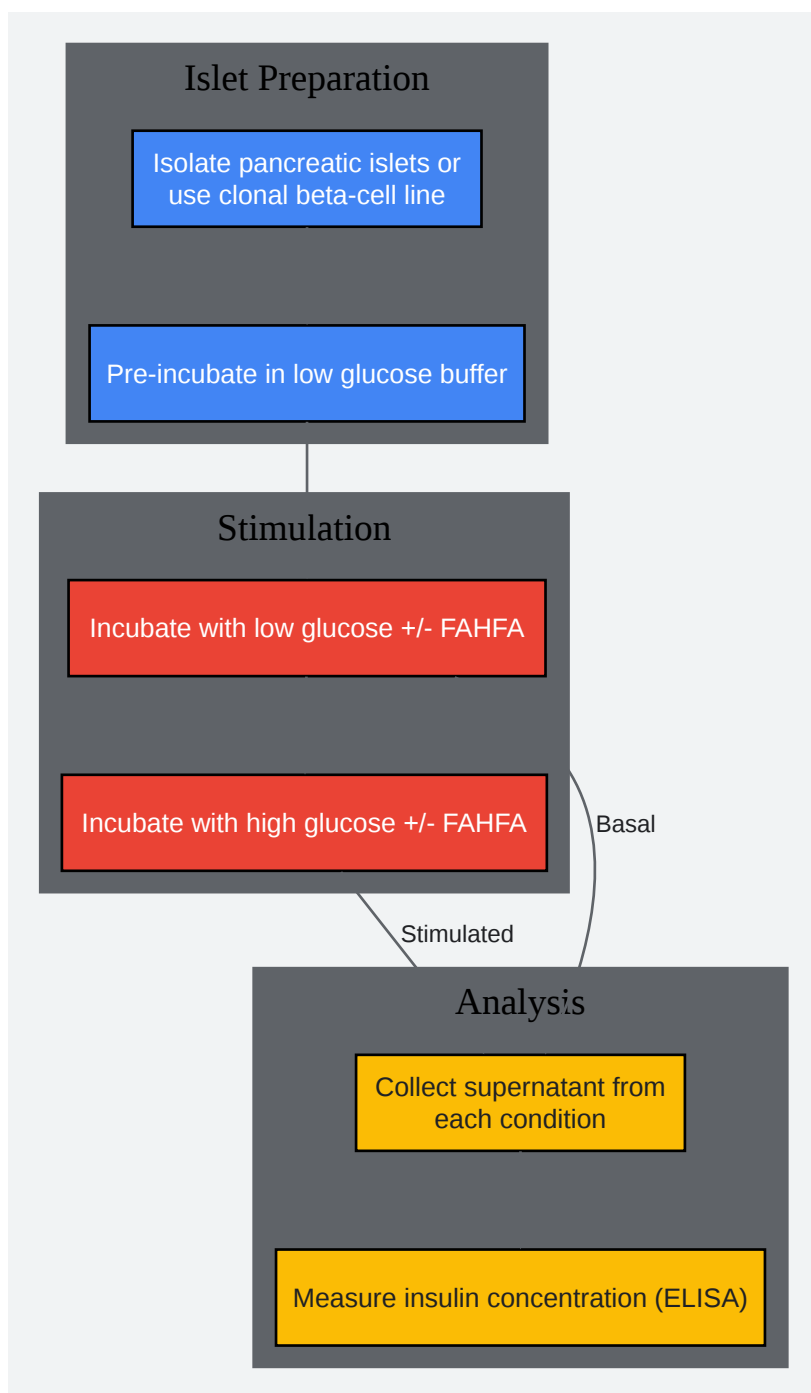 Islet Preparation
Isolate pancreatic islets or
use clonal beta-cell line
Pre-incubate in low glucose buffer
Stimulation
Incubate with low glucose +/- FAHFA
Incubate with high glucose +/- FAHFA
Basal
Stimulated
Analysis
Collect supernatant from
each condition
Measure insulin concentration (ELISA)